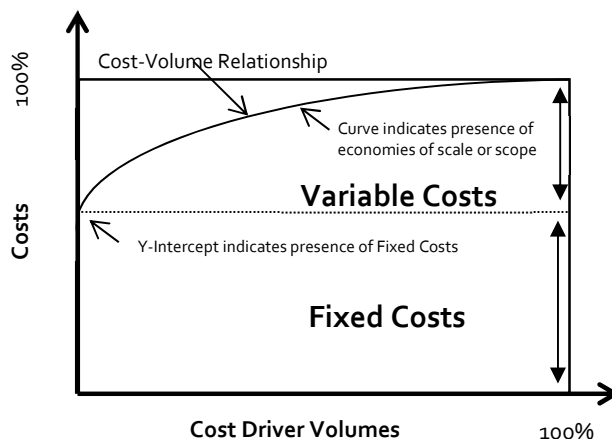 100%
Cost-Volume Relationship
Curve indicates presence of
economies of scale or scope
Variable Costs
Costs
Y-Intercept indicates presence of Fixed Costs
Fixed Costs
Cost Driver Volumes
100%